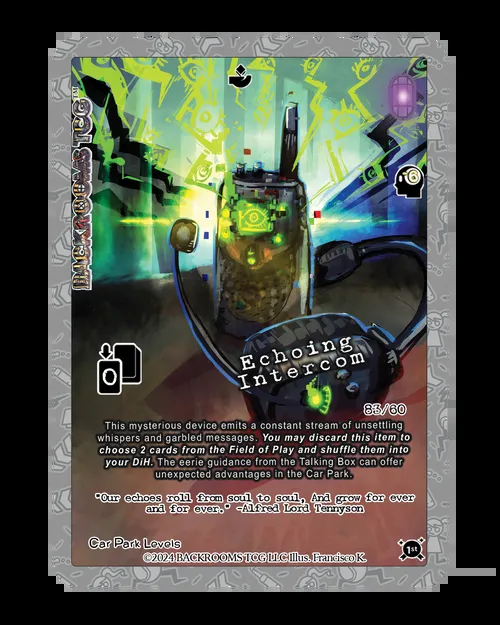 BACKROOMS TCG™
6
Echoing
Intercom
0
83/60
This mysterious device emits a constant stream of unsettling
whispers and garbled messages. You may discard this item to
choose 2 cards from the Field of Play and shuffle them into
your DiH. The eerie guidance from the Talking Box can offer
unexpected advantages in the Car Park.
"Our echoes roll from soul to soul, And grow for ever
and for ever." -Alfred Lord Tennyson
Car Park Levels
©2024 BACKROOMS TCG LLC Illus. Francisco K.
1st